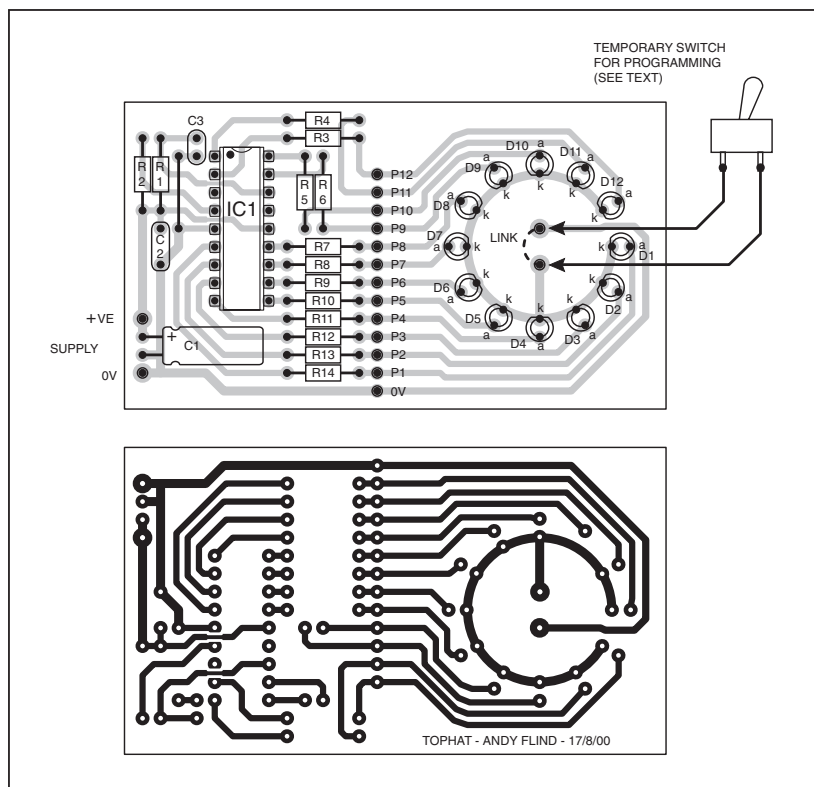 TEMPORARY SWITCH
FOR PROGRAMMING
(SEE TEXT)
C3
R4
R3
R
2
R
1
IC1
R
5
R
6
C
2
P12
P11
P10
P9
P8
P7
P6
P5
P4
P3
P2
P1
0V
R7
R8
R9
R10
R11
R12
R13
R14
+VE
SUPPLY
0V
+
C1
D10
a
k
D11
a
k
D12
a
k
D9
a
k
D8
a
k
D7
a
k
D6
a
k
D5
a
k
D4
a
k
D3
a
k
D2
a
k
D1
a
k
LINK
TOPHAT - ANDY FLIND - 17/8/00